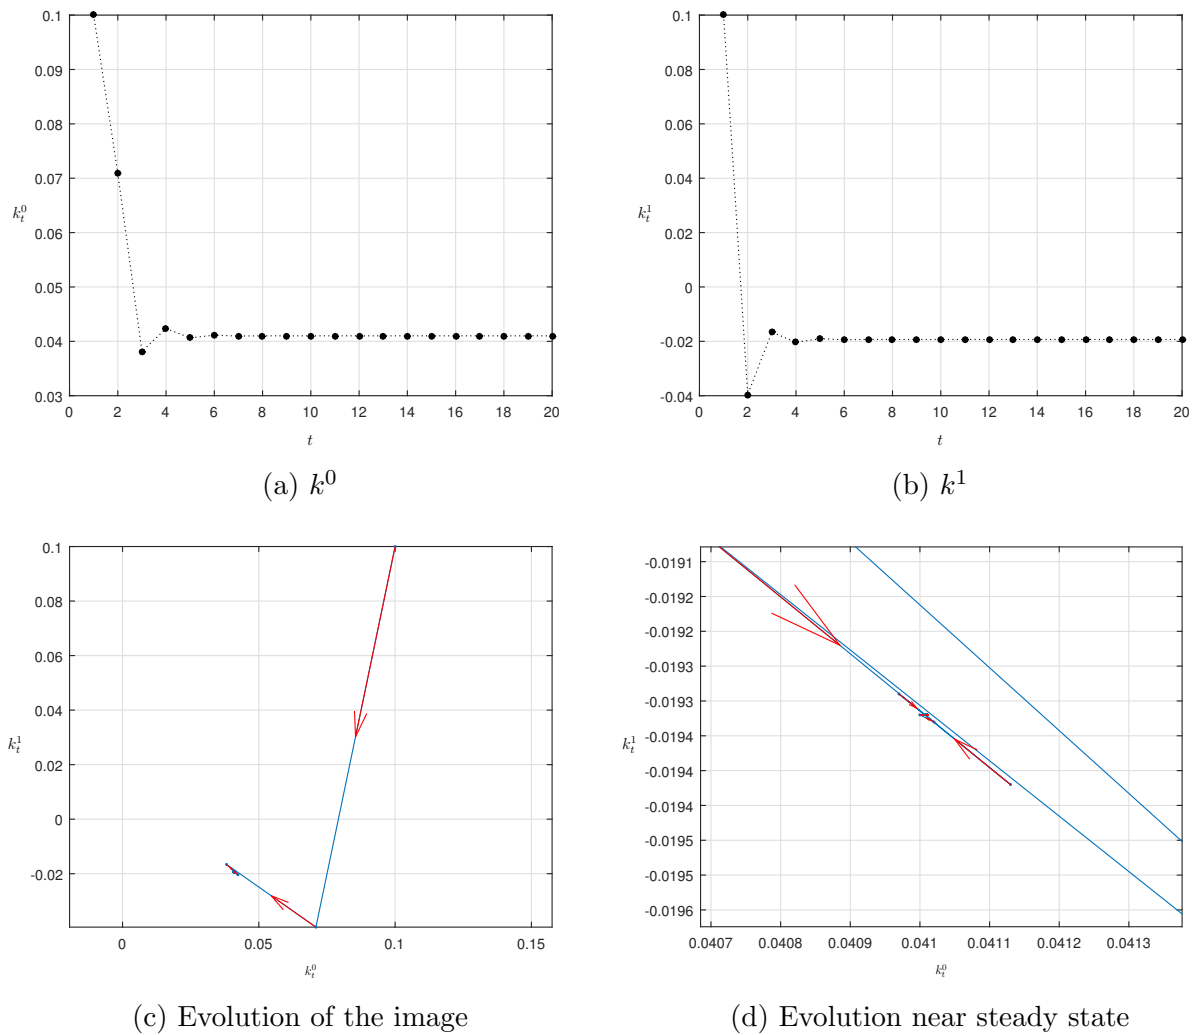 0.1
0.09
0.08
0.07
0.06
0.05
0.04
0.03
k_t^0
0 2 4 6 8 10 12 14 16 18 20
t
(a) k^0
0.1
0.08
0.06
0.04
0.02
0
-0.02
-0.04
k_t^1
0 2 4 6 8 10 12 14 16 18 20
t
(b) k^1
0.1
0.08
0.06
0.04
0.02
0
-0.02
k_t^1
0 0.05 0.1 0.15
k_t^0
(c) Evolution of the image
-0.0191
-0.0192
-0.0192
-0.0193
-0.0193
-0.0194
-0.0194
-0.0195
-0.0195
-0.0196
k_t^1
0.0407 0.0408 0.0409 0.041 0.0411 0.0412 0.0413
k_t^0
(d) Evolution near steady state